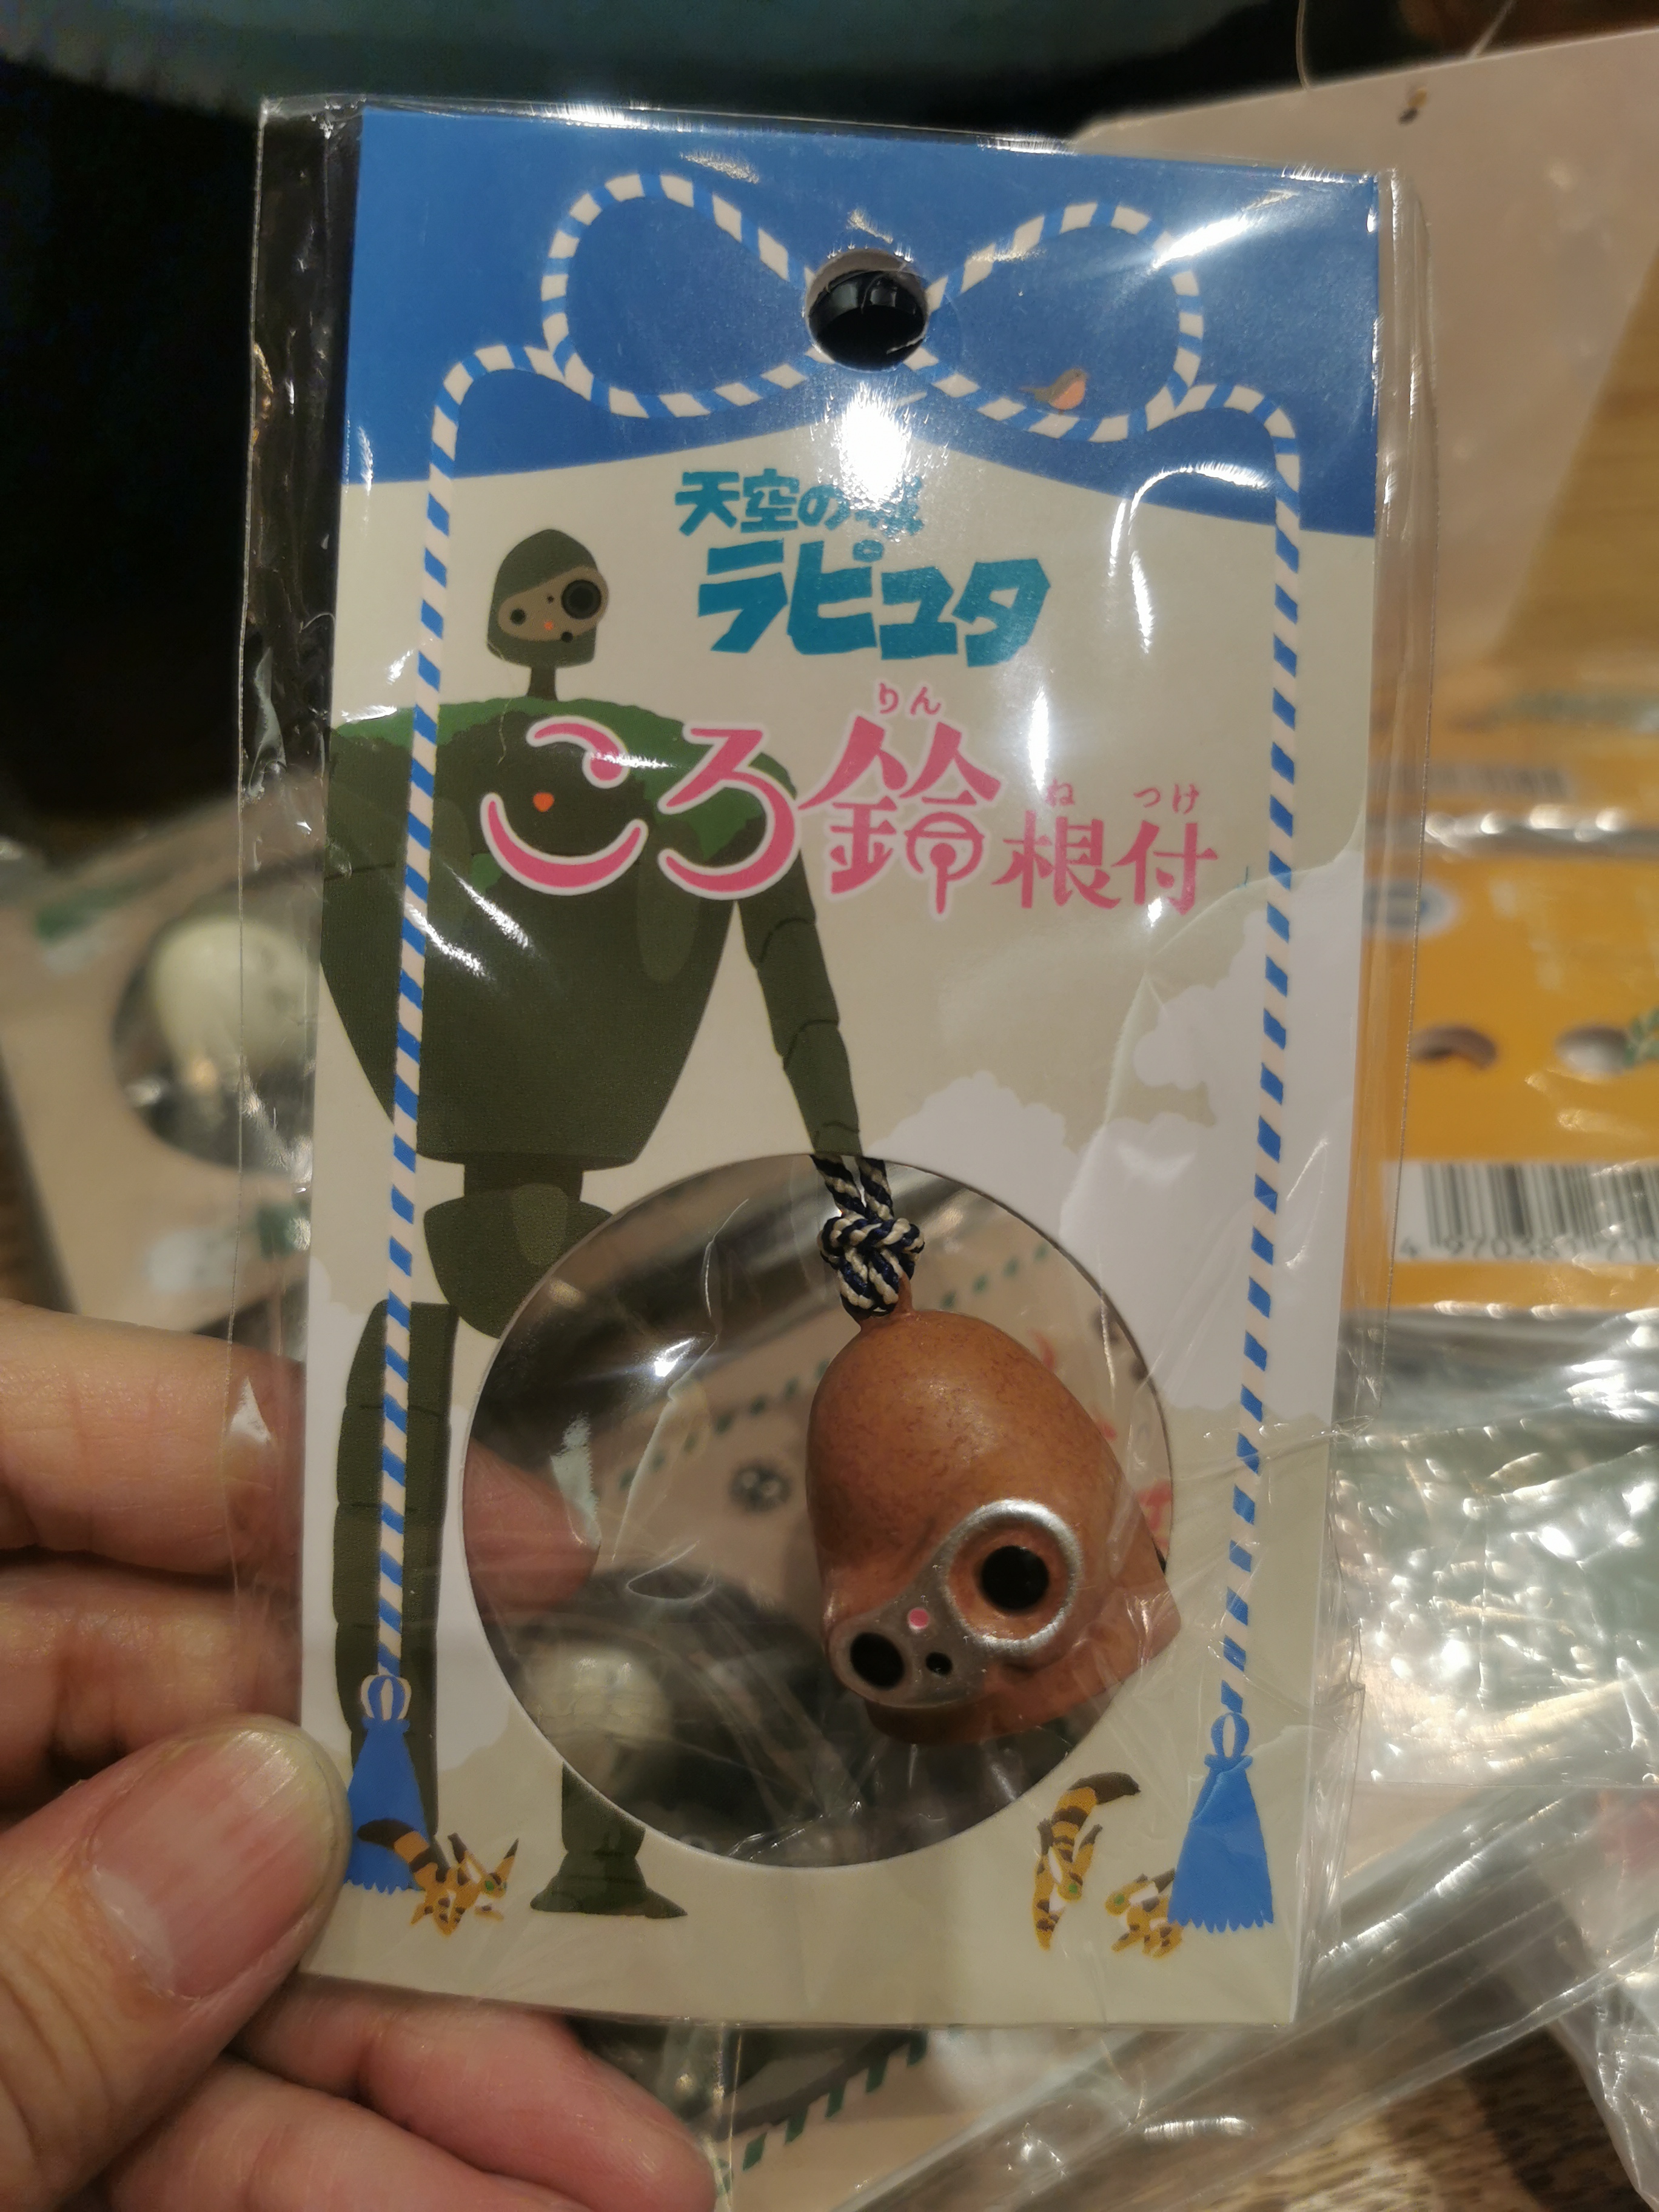 天空の城
ラピュタ
りん
ころ鈴
ね つけ
根付